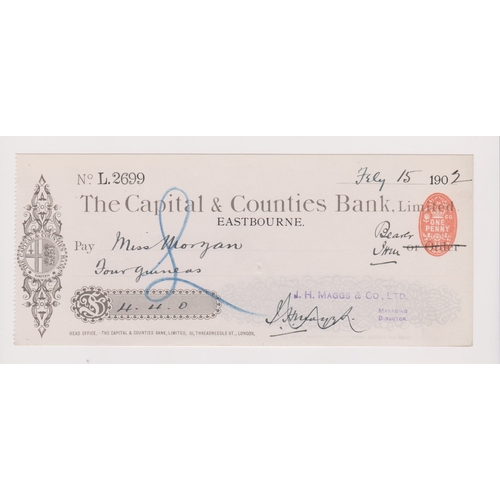 Nº L.2699
Feby 15 1902
The Capital & Counties Bank, Limited
EASTBOURNE.
Pay Miss Morgan Bearer
or Order
Four guineas
ONE PENNY
£ 4. 4. 0
J. H. MAGGS & CO., LTD.
MANAGING DIRECTOR
HEAD OFFICE, THE CAPITAL & COUNTIES BANK, LIMITED, 39, THREADNEEDLE ST., LONDON.